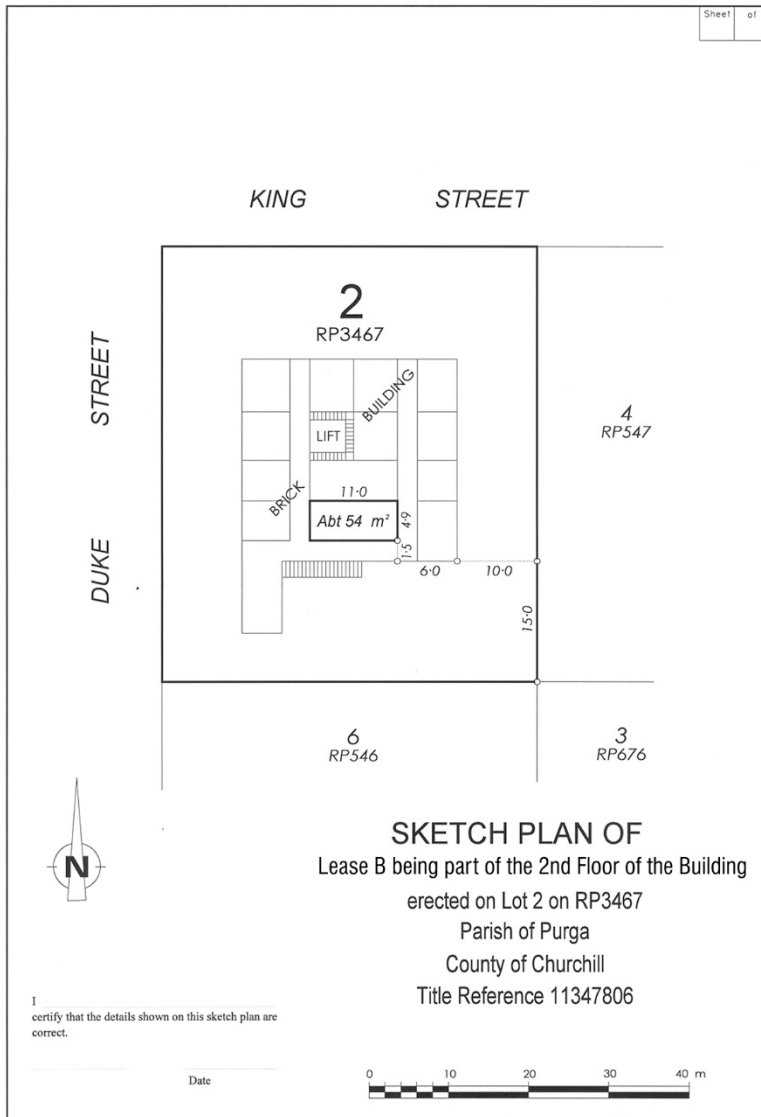 Sheet of
KING STREET
DUKE STREET
2
RP3467
BUILDING
LIFT
BRICK
11·0
Abt 54 m²
4·9
1·5
6·0 10·0
15·0
4
RP547
6
RP546
3
RP676
N
SKETCH PLAN OF
Lease B being part of the 2nd Floor of the Building
erected on Lot 2 on RP3467
Parish of Purga
County of Churchill
Title Reference 11347806
I
certify that the details shown on this sketch plan are
correct.
Date
0 10 20 30 40 m